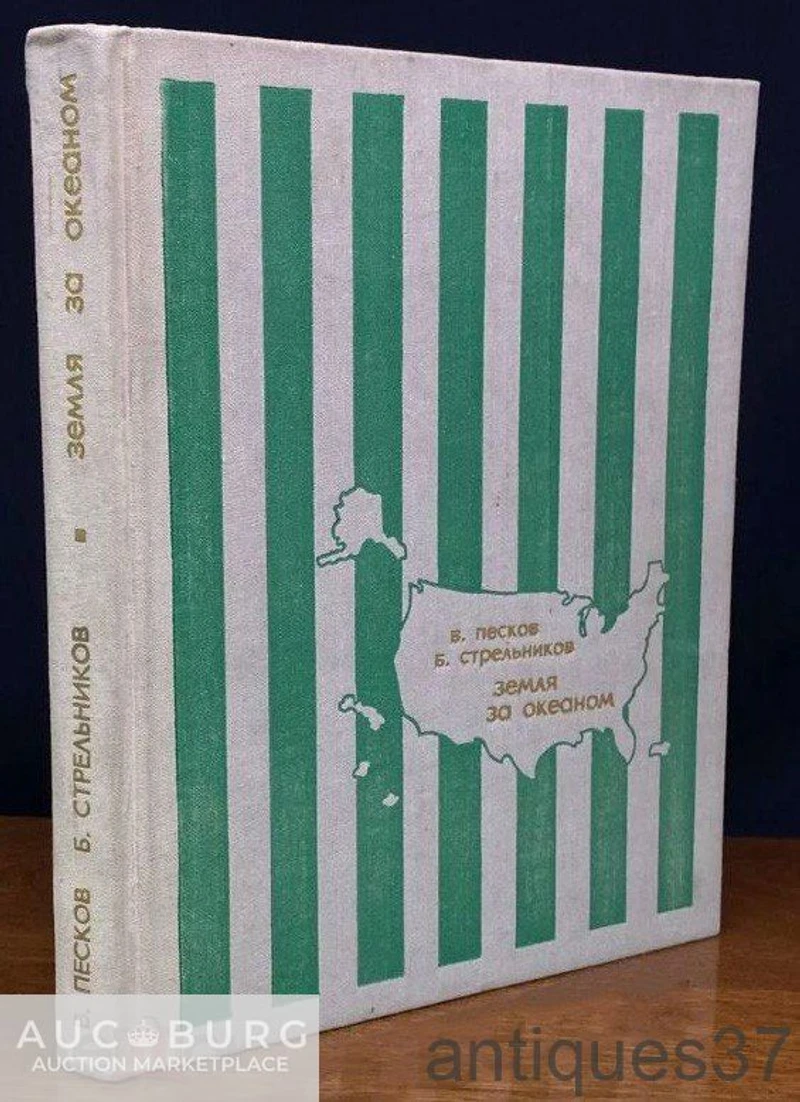 В. ПЕСКОВ Б. СТРЕЛЬНИКОВ ▪ ЗЕМЛЯ ЗА ОКЕАНОМ
В. ПЕСКОВ
Б. СТРЕЛЬНИКОВ
ЗЕМЛЯ
ЗА ОКЕАНОМ
AUCBURG
AUCTION MARKETPLACE
antiques37